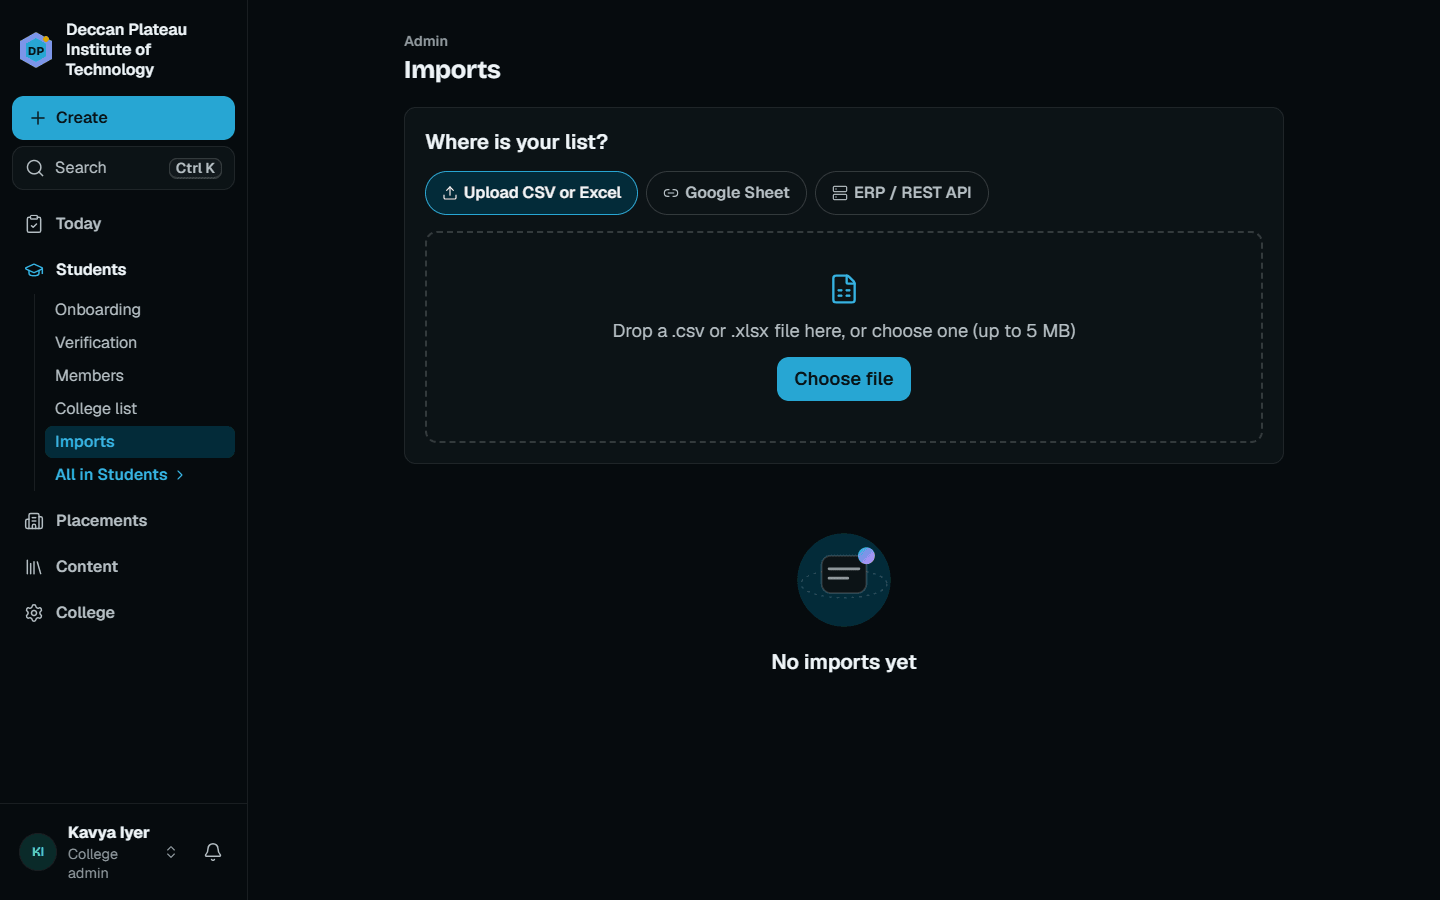 DP
Deccan Plateau
Institute of
Technology
Create
Search
Ctrl K
Today
Students
Onboarding
Verification
Members
College list
Imports
All in Students
Placements
Content
College
KI
Kavya Iyer
College
admin
Admin
Imports
Where is your list?
Upload CSV or Excel
Google Sheet
ERP / REST API
Drop a .csv or .xlsx file here, or choose one (up to 5 MB)
Choose file
No imports yet